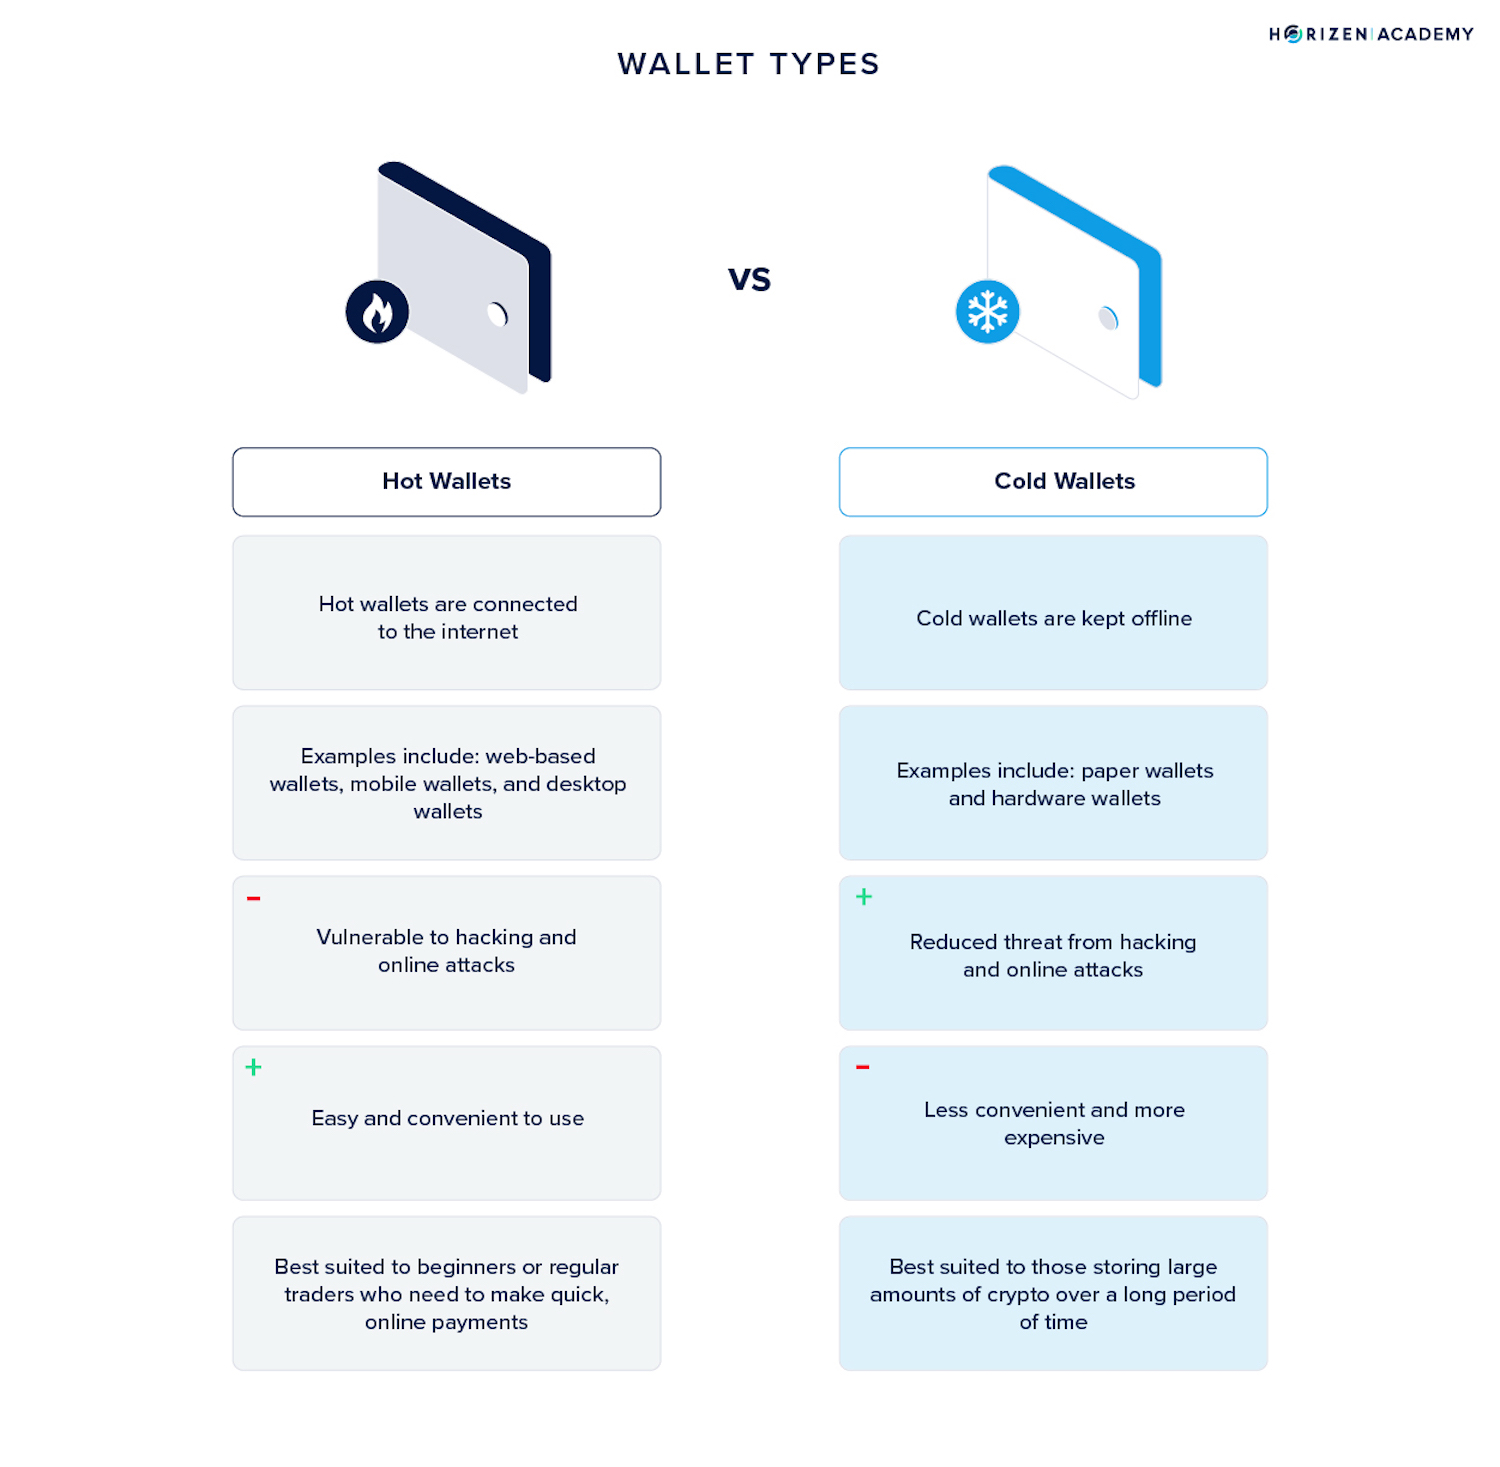 HORIZEN ACADEMY
WALLET TYPES
VS
Hot Wallets
Hot wallets are connected
to the internet
Examples include: web-based
wallets, mobile wallets, and desktop
wallets
-
Vulnerable to hacking and
online attacks
+
Easy and convenient to use
Best suited to beginners or regular
traders who need to make quick,
online payments
Cold Wallets
Cold wallets are kept offline
Examples include: paper wallets
and hardware wallets
+
Reduced threat from hacking
and online attacks
-
Less convenient and more
expensive
Best suited to those storing large
amounts of crypto over a long period
of time